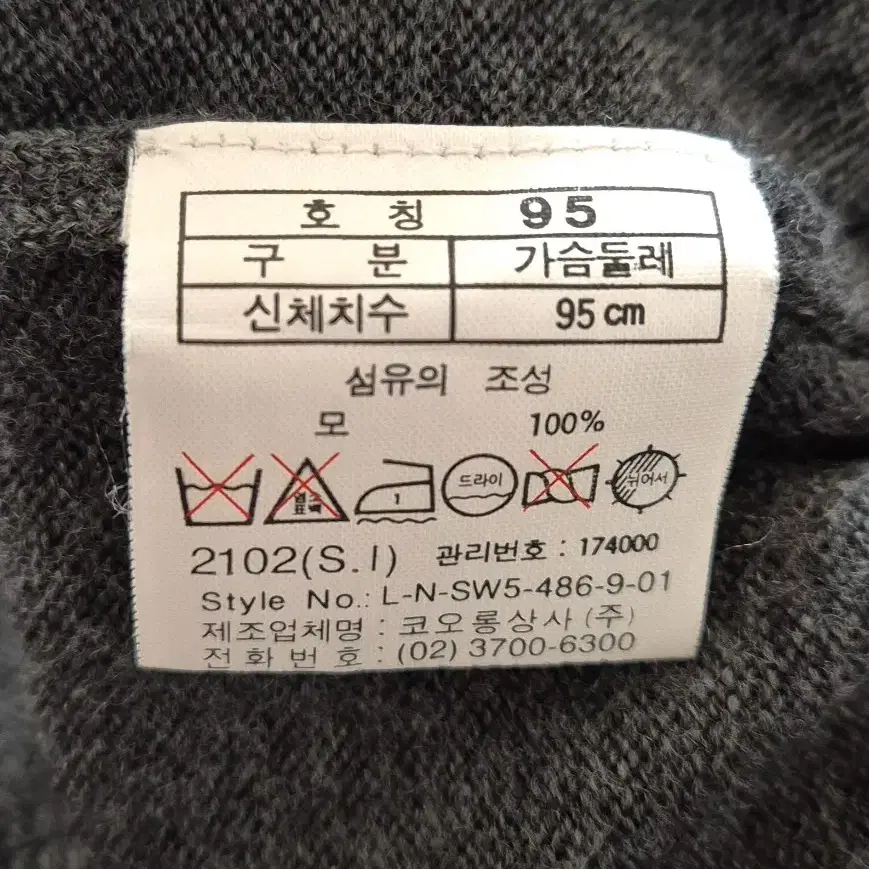 호 칭 95
구 분 가슴둘레
신체치수 95cm
섬유의 조성
모 100%
염소 표백 1 드라이 뉘어서
2102(S.I) 관리번호 : 174000
Style No.: L-N-SW5-486-9-01
제조업체명 : 코오롱상사 (주)
전 화 번 호 : (02) 3700-6300